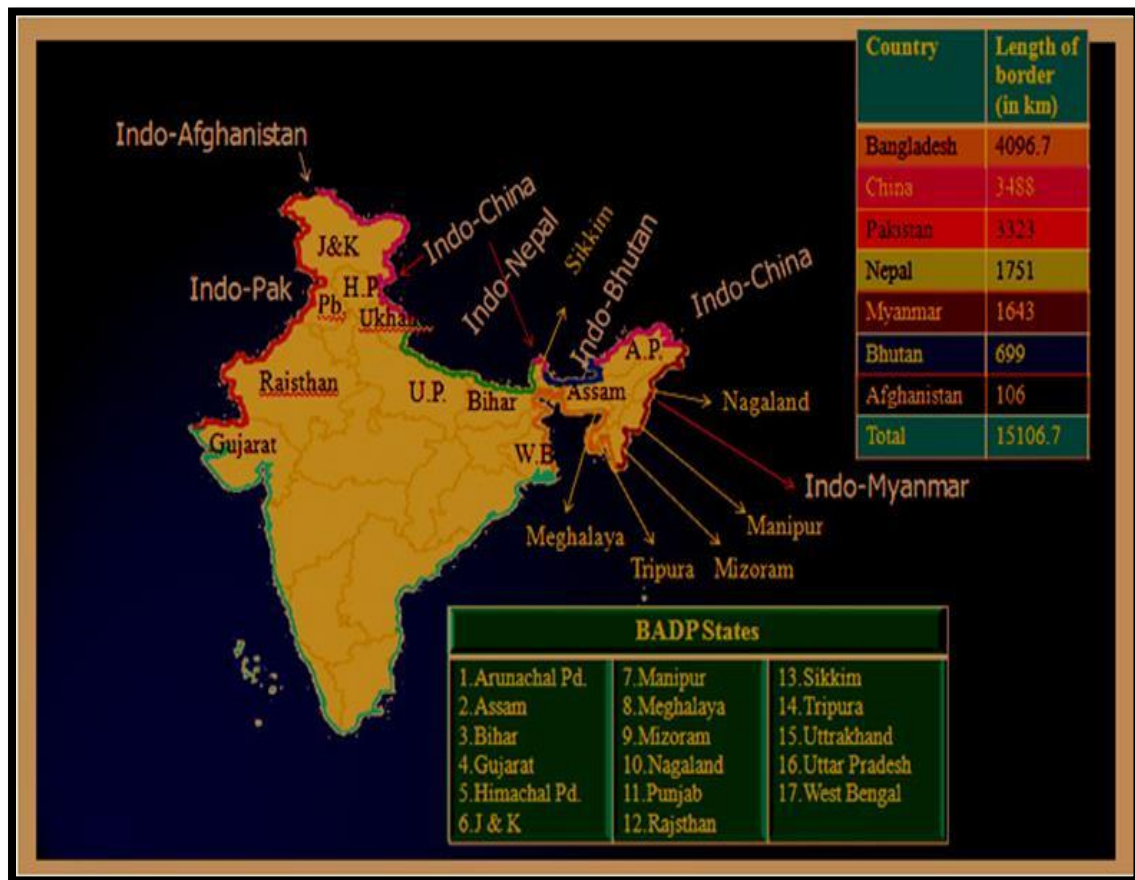 Country Length of border (in km)
Bangladesh 4096.7
China 3488
Pakistan 3323
Nepal 1751
Myanmar 1643
Bhutan 699
Afghanistan 106
Total 15106.7
Indo-Afghanistan
Indo-China
Indo-Nepal
Sikkim
Indo-Bhutan
Indo-China
J&K
Indo-Pak
H.P.
Pb.
Ukhan
A.P.
Raisthan
U.P.
Bihar
Assam
Nagaland
Gujarat
W.B
Indo-Myanmar
Meghalaya
Manipur
Tripura
Mizoram
BADP States
1.Arunachal Pd.
2.Assam
3.Bihar
4.Gujarat
5.Himachal Pd.
6.J & K
7.Manipur
8.Meghalaya
9.Mizoram
10.Nagaland
11.Punjab
12.Rajsthan
13.Sikkim
14.Tripura
15.Uttrakhand
16.Uttar Pradesh
17.West Bengal